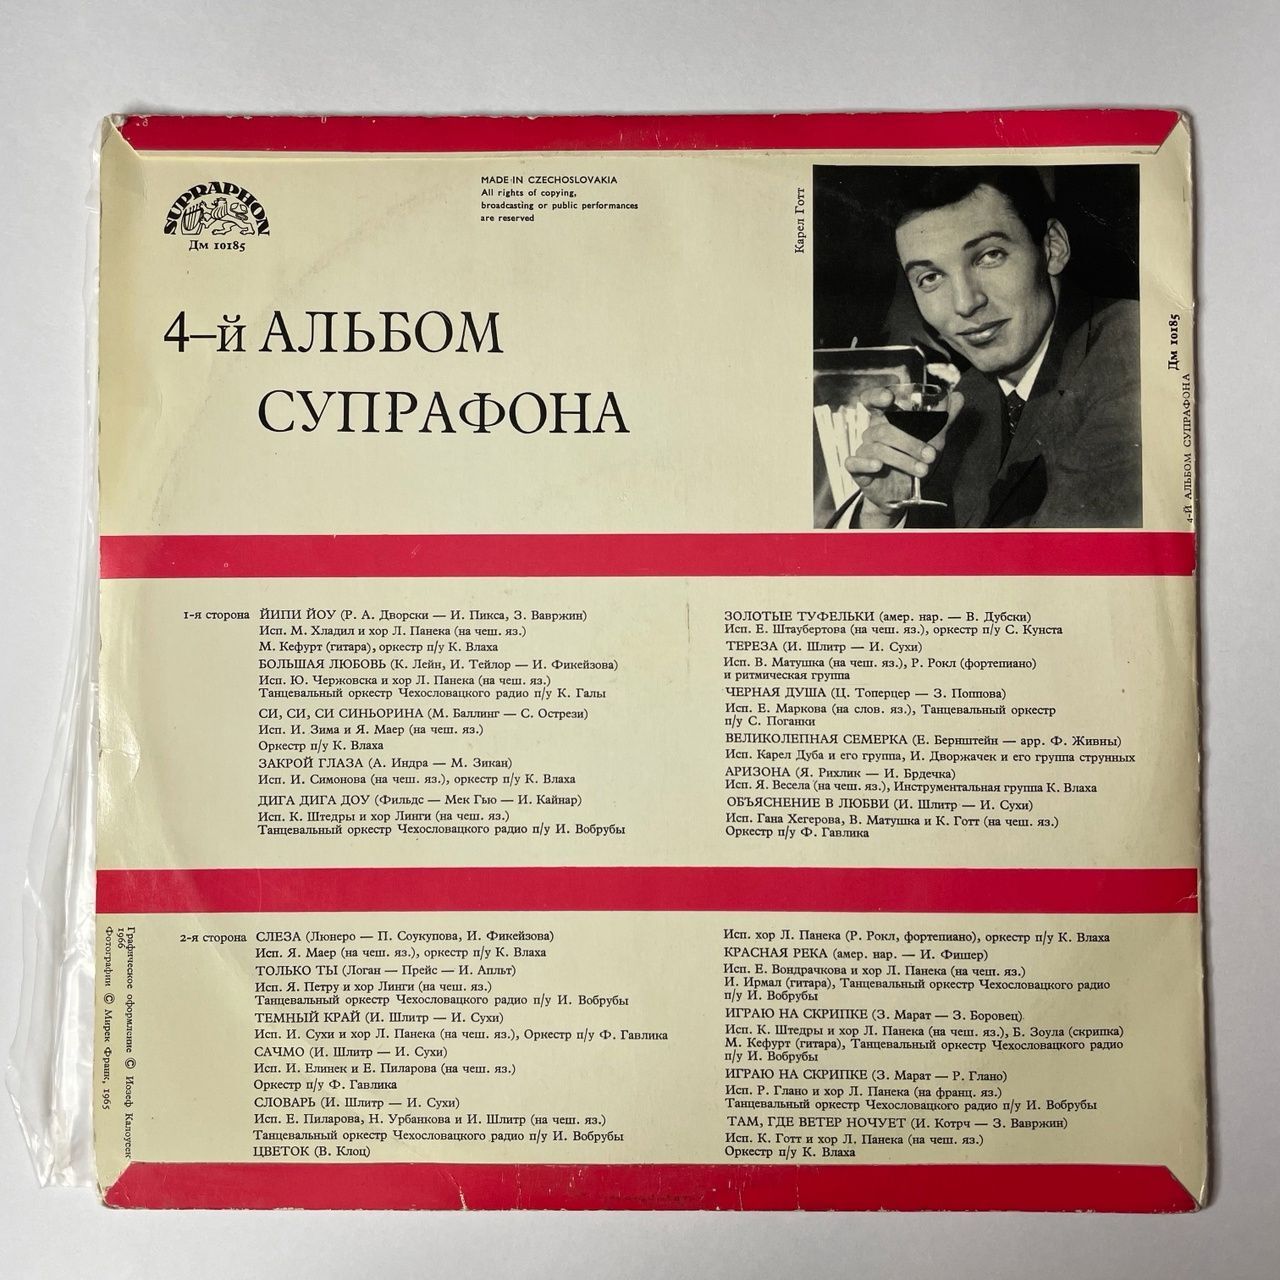 SUPRAPHON
Дм 10185
MADE IN CZECHOSLOVAKIA
All rights of copying,
broadcasting or public performances
are reserved
4-й АЛЬБОМ
СУПРАФОНА
Карел Готт
Дм 10185
4-Й АЛЬБОМ СУПРАФОНА
1-я сторона ЙИПИ ЙОУ (Р. А. Дворски — И. Пикса, З. Вавржин)
Исп. М. Хладил и хор Л. Панека (на чеш. яз.)
М. Кефурт (гитара), оркестр п/у К. Влаха
БОЛЬШАЯ ЛЮБОВЬ (К. Лейн, И. Тейлор — И. Фикейзова)
Исп. Ю. Чержовска и хор Л. Панека (на чеш. яз.)
Танцевальный оркестр Чехословацкого радио п/у К. Галы
СИ, СИ, СИ СИНЬОРИНА (М. Баллинг — С. Острези)
Исп. И. Зима и Я. Маер (на чеш. яз.)
Оркестр п/у К. Влаха
ЗАКРОЙ ГЛАЗА (А. Индра — М. Зикан)
Исп. И. Симонова (на чеш. яз.), оркестр п/у К. Влаха
ДИГА ДИГА ДОУ (Фильдс — Мек Гью — И. Кайнар)
Исп. К. Штедры и хор Линги (на чеш. яз.)
Танцевальный оркестр Чехословацкого радио п/у И. Вобрубы
ЗОЛОТЫЕ ТУФЕЛЬКИ (амер. нар. — В. Дубски)
Исп. Е. Штаубертова (на чеш. яз.), оркестр п/у С. Кунста
ТЕРЕЗА (И. Шлитр — И. Сухи)
Исп. В. Матушка (на чеш. яз.), Р. Рокл (фортепиано)
и ритмическая группа
ЧЕРНАЯ ДУША (Ц. Топерцер — З. Поппова)
Исп. Е. Маркова (на слов. яз.), Танцевальный оркестр
п/у С. Поганки
ВЕЛИКОЛЕПНАЯ СЕМЕРКА (Е. Бернштейн — арр. Ф. Живны)
Исп. Карел Дуба и его группа, И. Дворжачек и его группа струнных
АРИЗОНА (Я. Рихлик — И. Брдечка)
Исп. Я. Весела (на чеш. яз.), Инструментальная группа К. Влаха
ОБЪЯСНЕНИЕ В ЛЮБВИ (И. Шлитр — И. Сухи)
Исп. Гана Хегерова, В. Матушка и К. Готт (на чеш. яз.)
Оркестр п/у Ф. Гавлика
2-я сторона СЛЕЗА (Люнеро — П. Соукупова, И. Фикейзова)
Исп. Я. Маер (на чеш. яз.), оркестр п/у К. Влаха
ТОЛЬКО ТЫ (Логан — Прейс — И. Апльт)
Исп. Я. Петру и хор Линги (на чеш. яз.)
Танцевальный оркестр Чехословацкого радио п/у И. Вобрубы
ТЕМНЫЙ КРАЙ (И. Шлитр — И. Сухи)
Исп. И. Сухи и хор Л. Панека (на чеш. яз.), Оркестр п/у Ф. Гавлика
САЧМО (И. Шлитр — И. Сухи)
Исп. И. Елинек и Е. Пиларова (на чеш. яз.)
Оркестр п/у Ф. Гавлика
СЛОВАРЬ (И. Шлитр — И. Сухи)
Исп. Е. Пиларова, Н. Урбанкова и И. Шлитр (на чеш. яз.)
Танцевальный оркестр Чехословацкого радио п/у И. Вобрубы
ЦВЕТОК (В. Клоц)
Исп. хор Л. Панека (Р. Рокл, фортепиано), оркестр п/у К. Влаха
КРАСНАЯ РЕКА (амер. нар. — И. Фишер)
Исп. Е. Вондрачкова и хор Л. Панека (на чеш. яз.)
И. Ирмал (гитара), Танцевальный оркестр Чехословацкого радио
п/у И. Вобрубы
ИГРАЮ НА СКРИПКЕ (З. Марат — З. Боровец)
Исп. К. Штедры и хор Л. Панека (на чеш. яз.), Б. Зоула (скрипка)
М. Кефурт (гитара), Танцевальный оркестр Чехословацкого радио
п/у И. Вобрубы
ИГРАЮ НА СКРИПКЕ (З. Марат — Р. Глано)
Исп. Р. Глано и хор Л. Панека (на франц. яз.)
Танцевальный оркестр Чехословацкого радио п/у И. Вобрубы
ТАМ, ГДЕ ВЕТЕР НОЧУЕТ (И. Котрч — З. Вавржин)
Исп. К. Готт и хор Л. Панека (на чеш. яз.)
Оркестр п/у К. Влаха
Графическое оформление © Иозеф Калоусек
1966
Фотографии © Мирек Франк, 1965